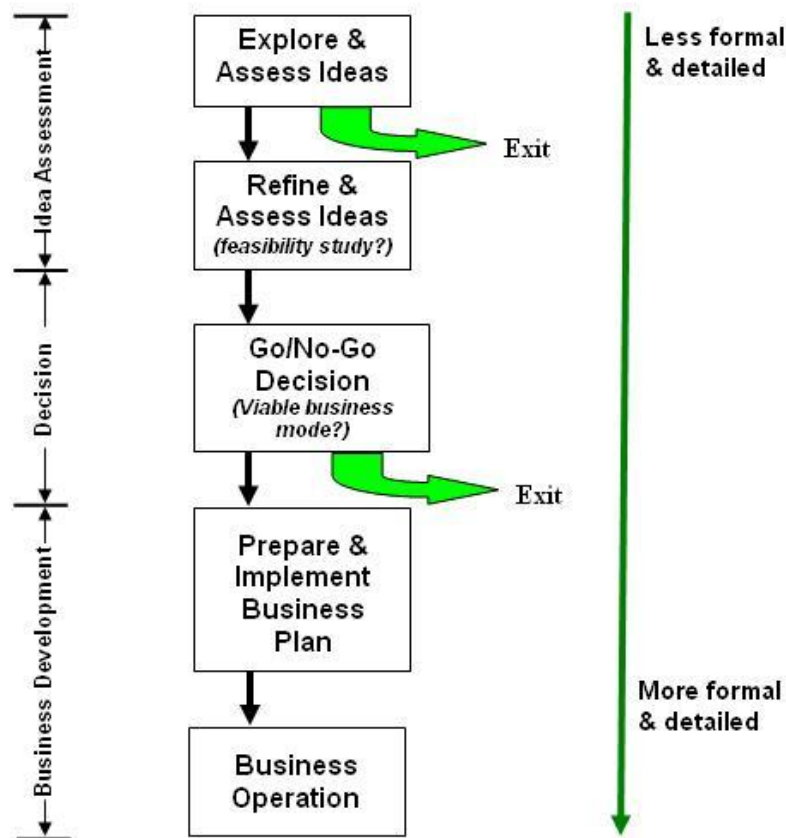 Explore &
Assess Ideas
Less formal
& detailed
Idea Assessment
Exit
Refine &
Assess Ideas
(feasibility study?)
Decision
Go/No-Go
Decision
(Viable business
mode?)
Exit
Business Development
Prepare &
Implement
Business
Plan
More formal
& detailed
Business
Operation